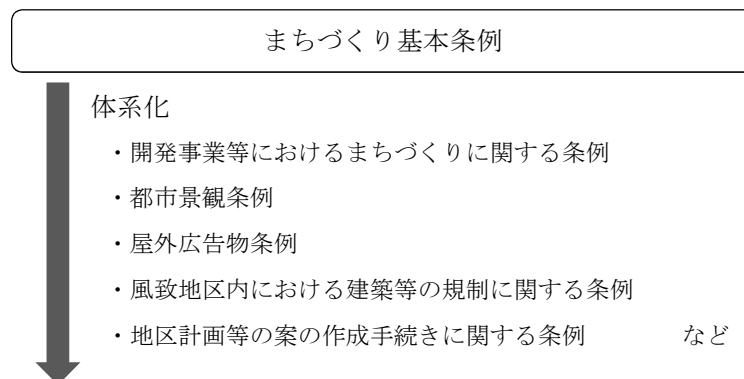 まちづくり基本条例
体系化
・開発事業等におけるまちづくりに関する条例
・都市景観条例
・屋外広告物条例
・風致地区内における建築等の規制に関する条例
・地区計画等の案の作成手続きに関する条例　　　など